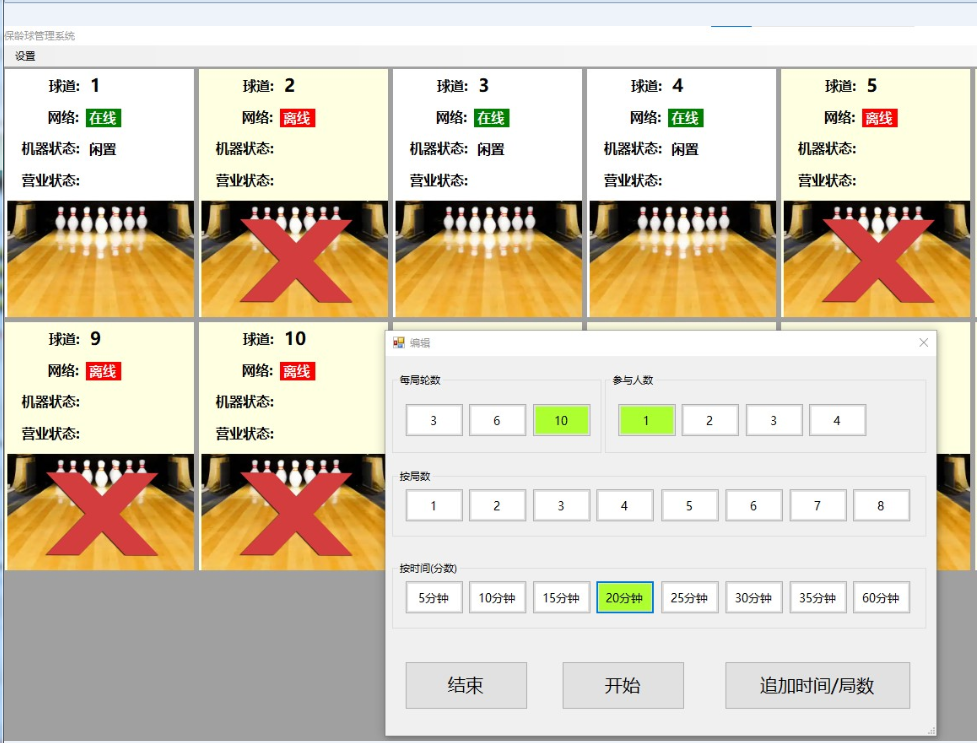 保龄球管理系统
设置
球道: 1
网络: 在线
机器状态: 闲置
营业状态:
球道: 2
网络: 离线
机器状态:
营业状态:
球道: 3
网络: 在线
机器状态: 闲置
营业状态:
球道: 4
网络: 在线
机器状态: 闲置
营业状态:
球道: 5
网络: 离线
机器状态:
营业状态:
球道: 9
网络: 离线
机器状态:
营业状态:
球道: 10
网络: 离线
机器状态:
营业状态:
编辑
每局轮数
3 6 10
参与人数
1 2 3 4
按局数
1 2 3 4 5 6 7 8
按时间(分数)
5分钟 10分钟 15分钟 20分钟 25分钟 30分钟 35分钟 60分钟
结束 开始 追加时间/局数